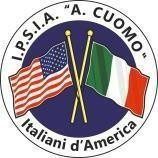 I.P.S.I.A. "A. CUOMO"
Italiani d'America